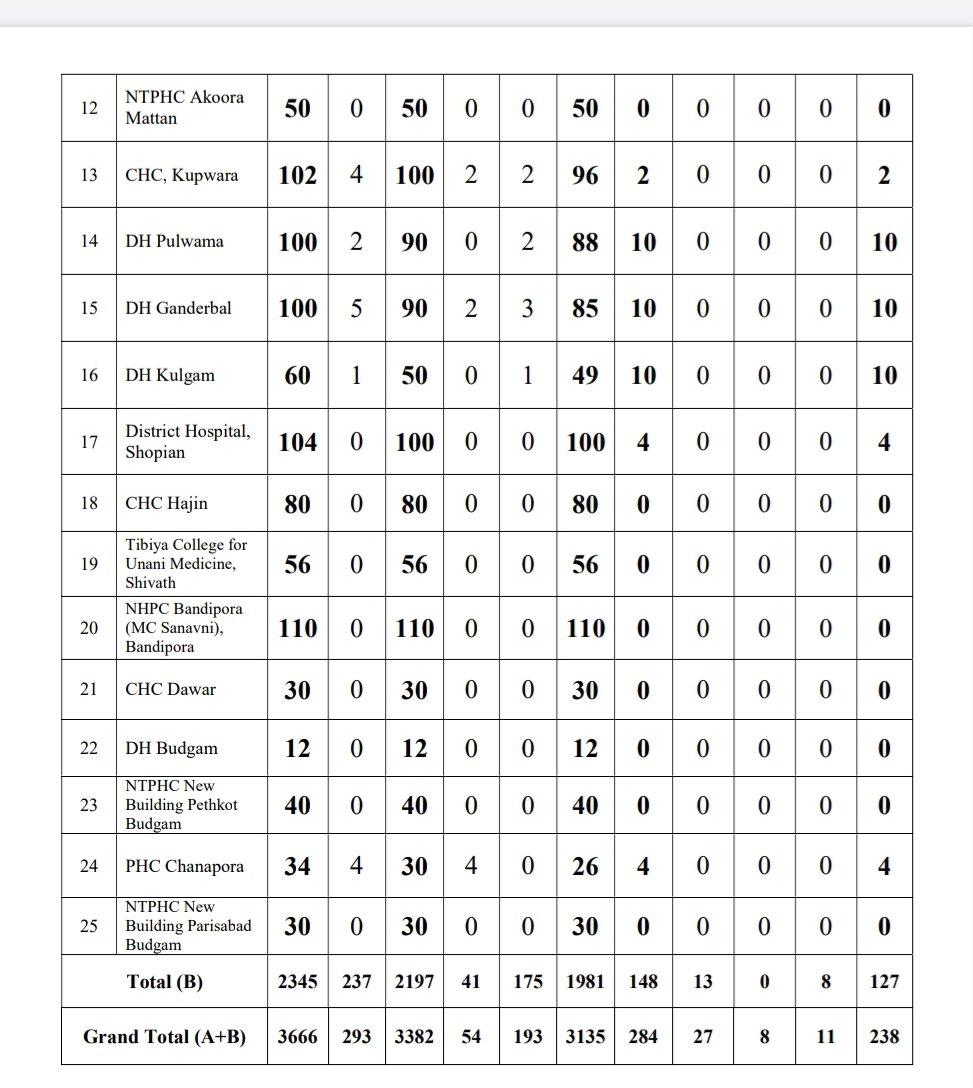 12 NTPHC Akoora Mattan 50 0 50 0 0 50 0 0 0 0 0
13 CHC, Kupwara 102 4 100 2 2 96 2 0 0 0 2
14 DH Pulwama 100 2 90 0 2 88 10 0 0 0 10
15 DH Ganderbal 100 5 90 2 3 85 10 0 0 0 10
16 DH Kulgam 60 1 50 0 1 49 10 0 0 0 10
17 District Hospital, Shopian 104 0 100 0 0 100 4 0 0 0 4
18 CHC Hajin 80 0 80 0 0 80 0 0 0 0 0
19 Tibiya College for Unani Medicine, Shivath 56 0 56 0 0 56 0 0 0 0 0
20 NHPC Bandipora (MC Sanavni), Bandipora 110 0 110 0 0 110 0 0 0 0 0
21 CHC Dawar 30 0 30 0 0 30 0 0 0 0 0
22 DH Budgam 12 0 12 0 0 12 0 0 0 0 0
23 NTPHC New Building Pethkot Budgam 40 0 40 0 0 40 0 0 0 0 0
24 PHC Chanapora 34 4 30 4 0 26 4 0 0 0 4
25 NTPHC New Building Parisabad Budgam 30 0 30 0 0 30 0 0 0 0 0
Total (B) 2345 237 2197 41 175 1981 148 13 0 8 127
Grand Total (A+B) 3666 293 3382 54 193 3135 284 27 8 11 238